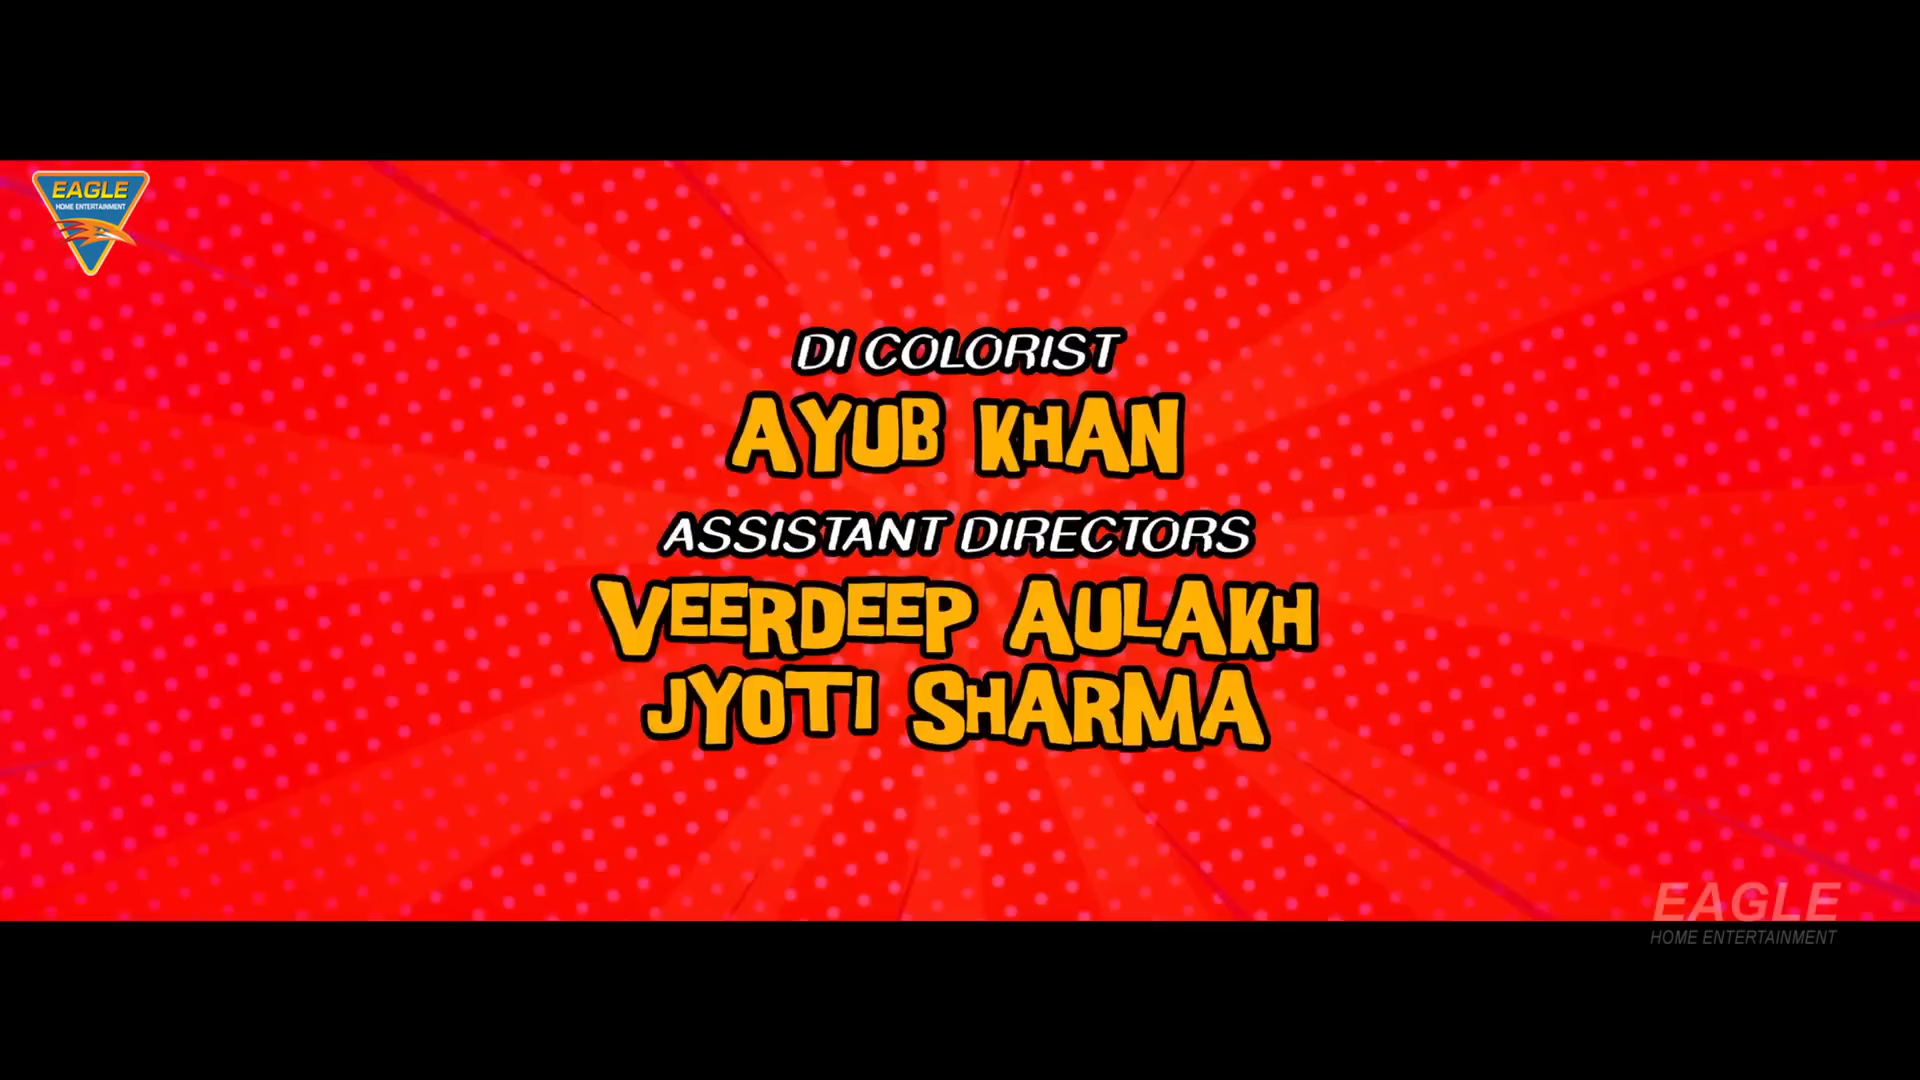 EAGLE
HOME ENTERTAINMENT
DI COLORIST
AYUB KHAN
ASSISTANT DIRECTORS
VEERDEEP AULAKH
JYOTI SHARMA
EAGLE
HOME ENTERTAINMENT